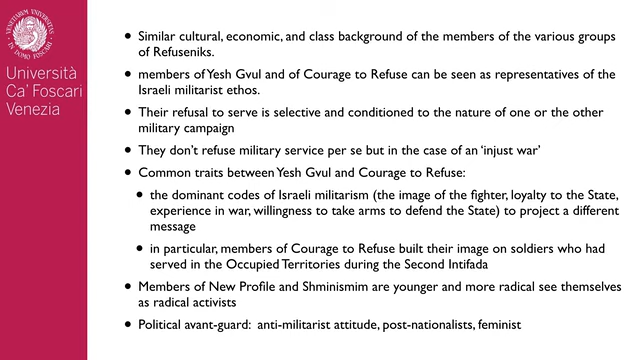 Università
Ca' Foscari
Venezia
• Similar cultural, economic, and class background of the members of the various groups
of Refuseniks.
• members of Yesh Gvul and of Courage to Refuse can be seen as representatives of the
Israeli militarist ethos.
• Their refusal to serve is selective and conditioned to the nature of one or the other
military campaign
• They don't refuse military service per se but in the case of an 'injust war'
• Common traits between Yesh Gvul and Courage to Refuse:
• the dominant codes of Israeli militarism (the image of the fighter, loyalty to the State,
experience in war, willingness to take arms to defend the State) to project a different
message
• in particular, members of Courage to Refuse built their image on soldiers who had
served in the Occupied Territories during the Second Intifada
• Members of New Profile and Shminismim are younger and more radical see themselves
as radical activists
• Political avant-guard: anti-militarist attitude, post-nationalists, feminist